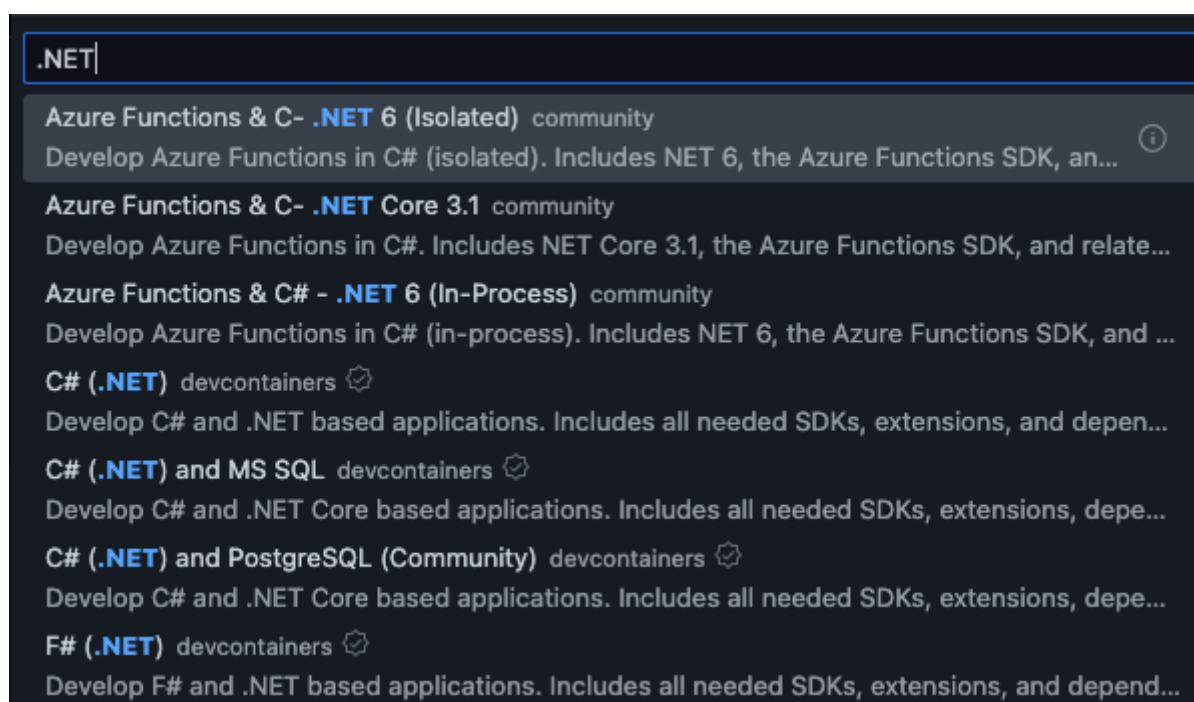 .NET
Azure Functions & C- .NET 6 (Isolated) community
Develop Azure Functions in C# (isolated). Includes NET 6, the Azure Functions SDK, an...
Azure Functions & C- .NET Core 3.1 community
Develop Azure Functions in C#. Includes NET Core 3.1, the Azure Functions SDK, and relate...
Azure Functions & C# - .NET 6 (In-Process) community
Develop Azure Functions in C# (in-process). Includes NET 6, the Azure Functions SDK, and ...
C# (.NET) devcontainers
Develop C# and .NET based applications. Includes all needed SDKs, extensions, and depen...
C# (.NET) and MS SQL devcontainers
Develop C# and .NET Core based applications. Includes all needed SDKs, extensions, depe...
C# (.NET) and PostgreSQL (Community) devcontainers
Develop C# and .NET Core based applications. Includes all needed SDKs, extensions, depe...
F# (.NET) devcontainers
Develop F# and .NET based applications. Includes all needed SDKs, extensions, and depend...